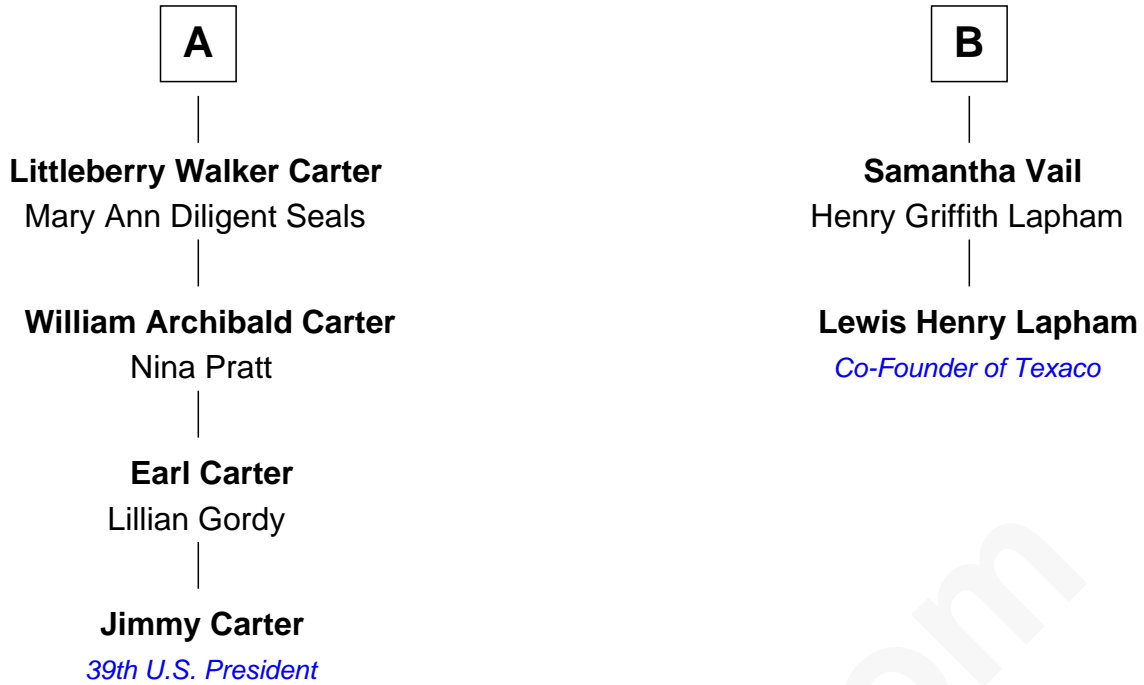 A
Littleberry Walker Carter
Mary Ann Diligent Seals
William Archibald Carter
Nina Pratt
Earl Carter
Lillian Gordy
Jimmy Carter
39th U.S. President
B
Samantha Vail
Henry Griffith Lapham
Lewis Henry Lapham
Co-Founder of Texaco
om